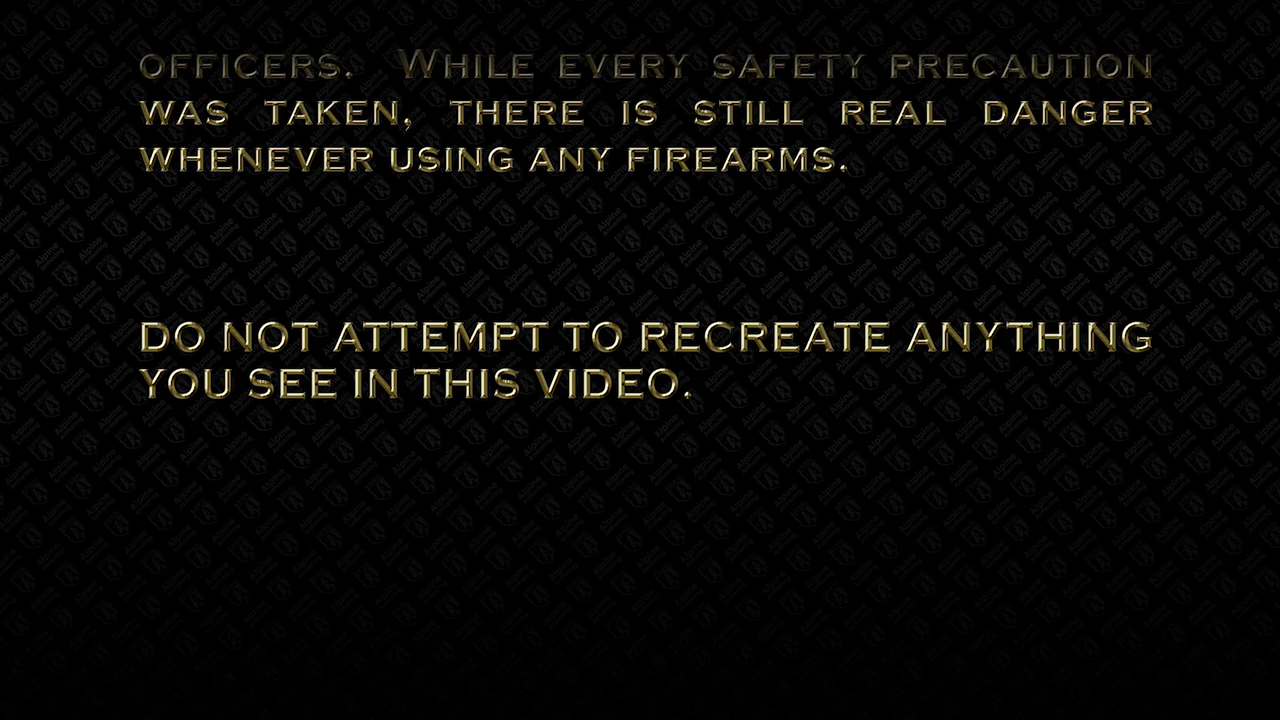 OFFICERS. WHILE EVERY SAFETY PRECAUTION
WAS TAKEN, THERE IS STILL REAL DANGER
WHENEVER USING ANY FIREARMS.
DO NOT ATTEMPT TO RECREATE ANYTHING
YOU SEE IN THIS VIDEO.